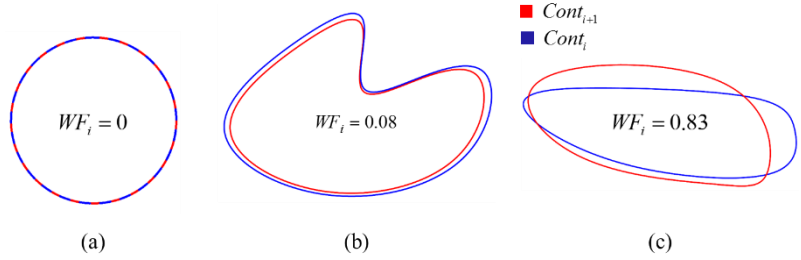 Cont_{i+1}
Cont_i
WF_i = 0
WF_i = 0.08
WF_i = 0.83
(a)
(b)
(c)